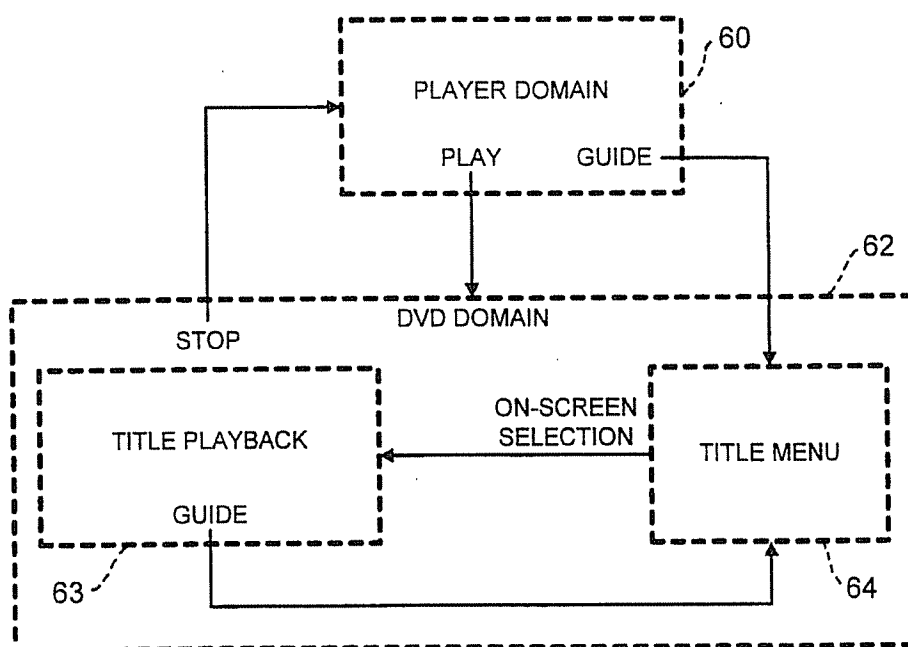 60
PLAYER DOMAIN
PLAY GUIDE
62
DVD DOMAIN
STOP
ON-SCREEN
SELECTION
TITLE PLAYBACK
TITLE MENU
GUIDE
63
64